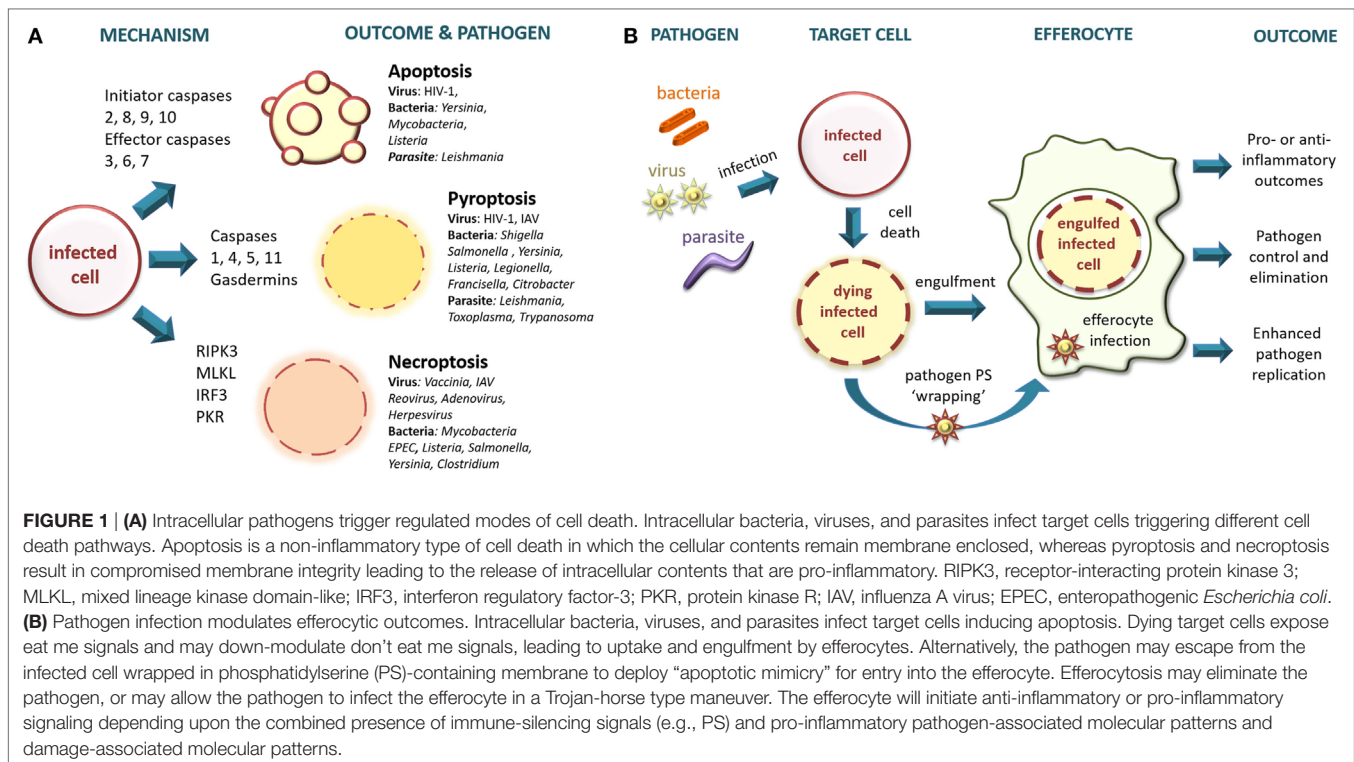 A
MECHANISM
OUTCOME & PATHOGEN
Initiator caspases
2, 8, 9, 10
Effector caspases
3, 6, 7
infected
cell
Caspases
1, 4, 5, 11
Gasdermins
RIPK3
MLKL
IRF3
PKR
Apoptosis
Virus: HIV-1,
Bacteria: Yersinia,
Mycobacteria,
Listeria
Parasite: Leishmania
Pyroptosis
Virus: HIV-1, IAV
Bacteria: Shigella
Salmonella , Yersinia,
Listeria, Legionella,
Francisella, Citrobacter
Parasite: Leishmania,
Toxoplasma, Trypanosoma
Necroptosis
Virus: Vaccinia, IAV
Reovirus, Adenovirus,
Herpesvirus
Bacteria: Mycobacteria
EPEC, Listeria, Salmonella,
Yersinia, Clostridium
B
PATHOGEN
TARGET CELL
EFFEROCYTE
OUTCOME
bacteria
virus
parasite
infection
infected
cell
cell
death
dying
infected
cell
engulfment
pathogen PS
‘wrapping’
engulfed
infected
cell
efferocyte
infection
Pro- or anti-
inflammatory
outcomes
Pathogen
control and
elimination
Enhanced
pathogen
replication
FIGURE 1 | (A) Intracellular pathogens trigger regulated modes of cell death. Intracellular bacteria, viruses, and parasites infect target cells triggering different cell
death pathways. Apoptosis is a non-inflammatory type of cell death in which the cellular contents remain membrane enclosed, whereas pyroptosis and necroptosis
result in compromised membrane integrity leading to the release of intracellular contents that are pro-inflammatory. RIPK3, receptor-interacting protein kinase 3;
MLKL, mixed lineage kinase domain-like; IRF3, interferon regulatory factor-3; PKR, protein kinase R; IAV, influenza A virus; EPEC, enteropathogenic Escherichia coli.
(B) Pathogen infection modulates efferocytic outcomes. Intracellular bacteria, viruses, and parasites infect target cells inducing apoptosis. Dying target cells expose
eat me signals and may down-modulate don’t eat me signals, leading to uptake and engulfment by efferocytes. Alternatively, the pathogen may escape from the
infected cell wrapped in phosphatidylserine (PS)-containing membrane to deploy “apoptotic mimicry” for entry into the efferocyte. Efferocytosis may eliminate the
pathogen, or may allow the pathogen to infect the efferocyte in a Trojan-horse type maneuver. The efferocyte will initiate anti-inflammatory or pro-inflammatory
signaling depending upon the combined presence of immune-silencing signals (e.g., PS) and pro-inflammatory pathogen-associated molecular patterns and
damage-associated molecular patterns.